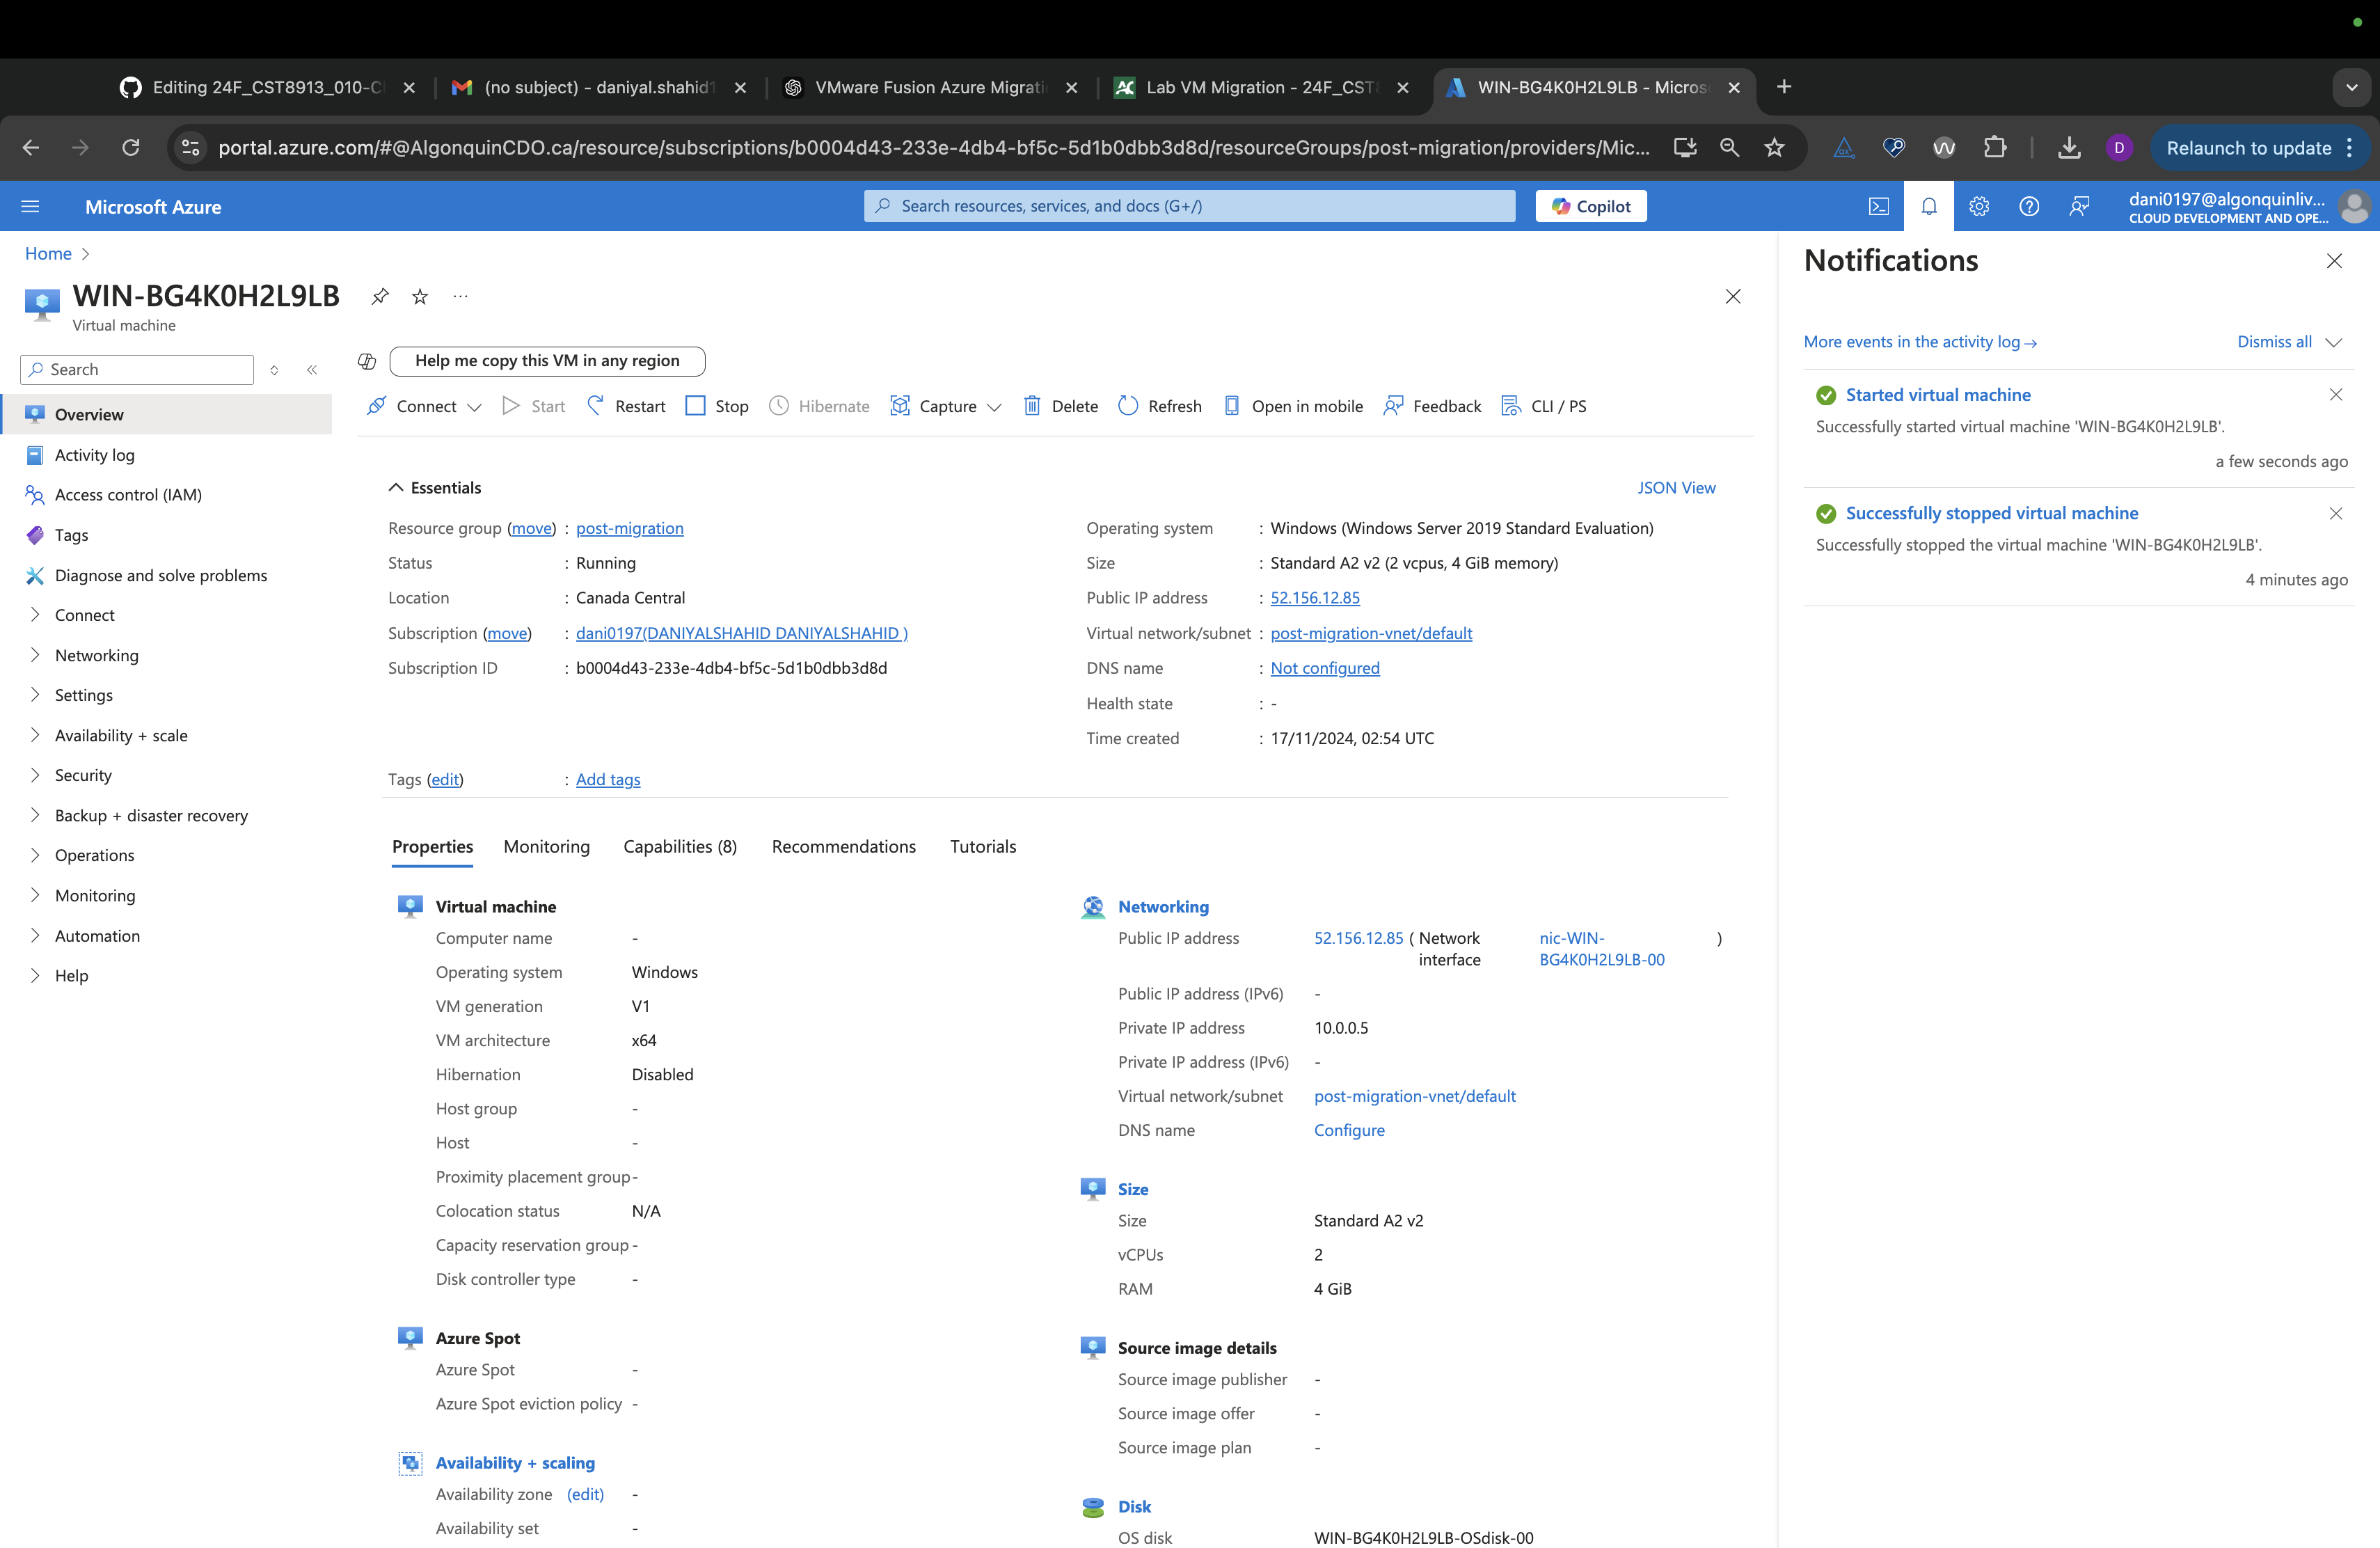 Editing 24F_CST8913_010-Cl
(no subject) - daniyal.shahid1
VMware Fusion Azure Migrati
Lab VM Migration - 24F_CST8
WIN-BG4K0H2L9LB - Micros
portal.azure.com/#@AlgonquinCDO.ca/resource/subscriptions/b0004d43-233e-4db4-bf5c-5d1b0dbb3d8d/resourceGroups/post-migration/providers/Mic...
D
Relaunch to update
Microsoft Azure
Search resources, services, and docs (G+/)
Copilot
dani0197@algonquinliv...
CLOUD DEVELOPMENT AND OPE...
Home
WIN-BG4K0H2L9LB
Virtual machine
Search
Help me copy this VM in any region
Connect
Start
Restart
Stop
Hibernate
Capture
Delete
Refresh
Open in mobile
Feedback
CLI / PS
Overview
Activity log
Access control (IAM)
Tags
Diagnose and solve problems
Connect
Networking
Settings
Availability + scale
Security
Backup + disaster recovery
Operations
Monitoring
Automation
Help
Essentials
JSON View
Resource group (move) : post-migration
Status : Running
Location : Canada Central
Subscription (move) : dani0197(DANIYALSHAHID DANIYALSHAHID )
Subscription ID : b0004d43-233e-4db4-bf5c-5d1b0dbb3d8d
Operating system : Windows (Windows Server 2019 Standard Evaluation)
Size : Standard A2 v2 (2 vcpus, 4 GiB memory)
Public IP address : 52.156.12.85
Virtual network/subnet : post-migration-vnet/default
DNS name : Not configured
Health state : -
Time created : 17/11/2024, 02:54 UTC
Tags (edit) : Add tags
Properties
Monitoring
Capabilities (8)
Recommendations
Tutorials
Virtual machine
Computer name -
Operating system Windows
VM generation V1
VM architecture x64
Hibernation Disabled
Host group -
Host -
Proximity placement group -
Colocation status N/A
Capacity reservation group -
Disk controller type -
Azure Spot
Azure Spot -
Azure Spot eviction policy -
Availability + scaling
Availability zone (edit) -
Availability set -
Networking
Public IP address 52.156.12.85 ( Network interface nic-WIN-BG4K0H2L9LB-00 )
Public IP address (IPv6) -
Private IP address 10.0.0.5
Private IP address (IPv6) -
Virtual network/subnet post-migration-vnet/default
DNS name Configure
Size
Size Standard A2 v2
vCPUs 2
RAM 4 GiB
Source image details
Source image publisher -
Source image offer -
Source image plan -
Disk
OS disk WIN-BG4K0H2L9LB-OSdisk-00
Notifications
More events in the activity log →
Dismiss all
Started virtual machine
Successfully started virtual machine 'WIN-BG4K0H2L9LB'.
a few seconds ago
Successfully stopped virtual machine
Successfully stopped the virtual machine 'WIN-BG4K0H2L9LB'.
4 minutes ago